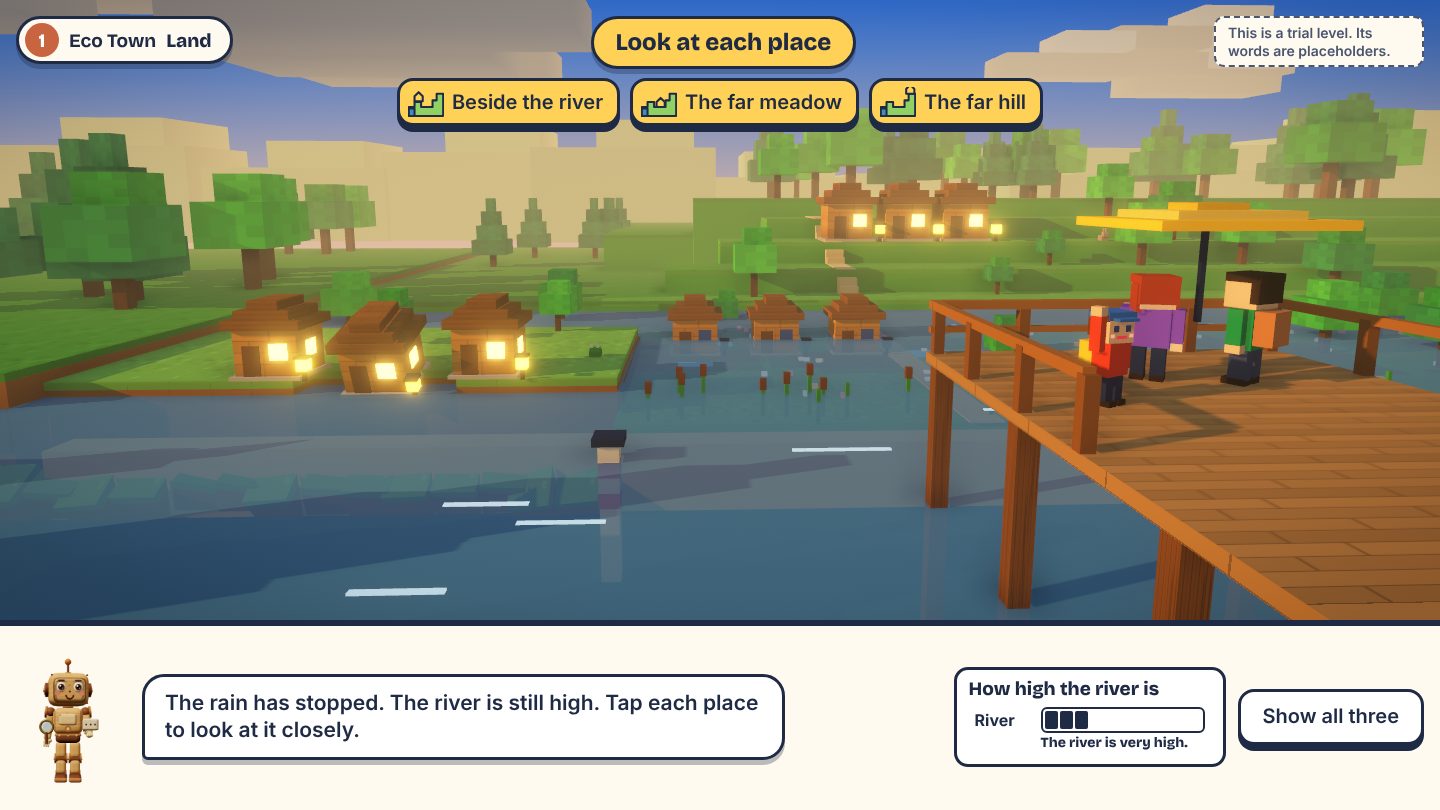 1 Eco Town Land
Look at each place
This is a trial level. Its
words are placeholders.
Beside the river
The far meadow
The far hill
The rain has stopped. The river is still high. Tap each place
to look at it closely.
How high the river is
River
The river is very high.
Show all three